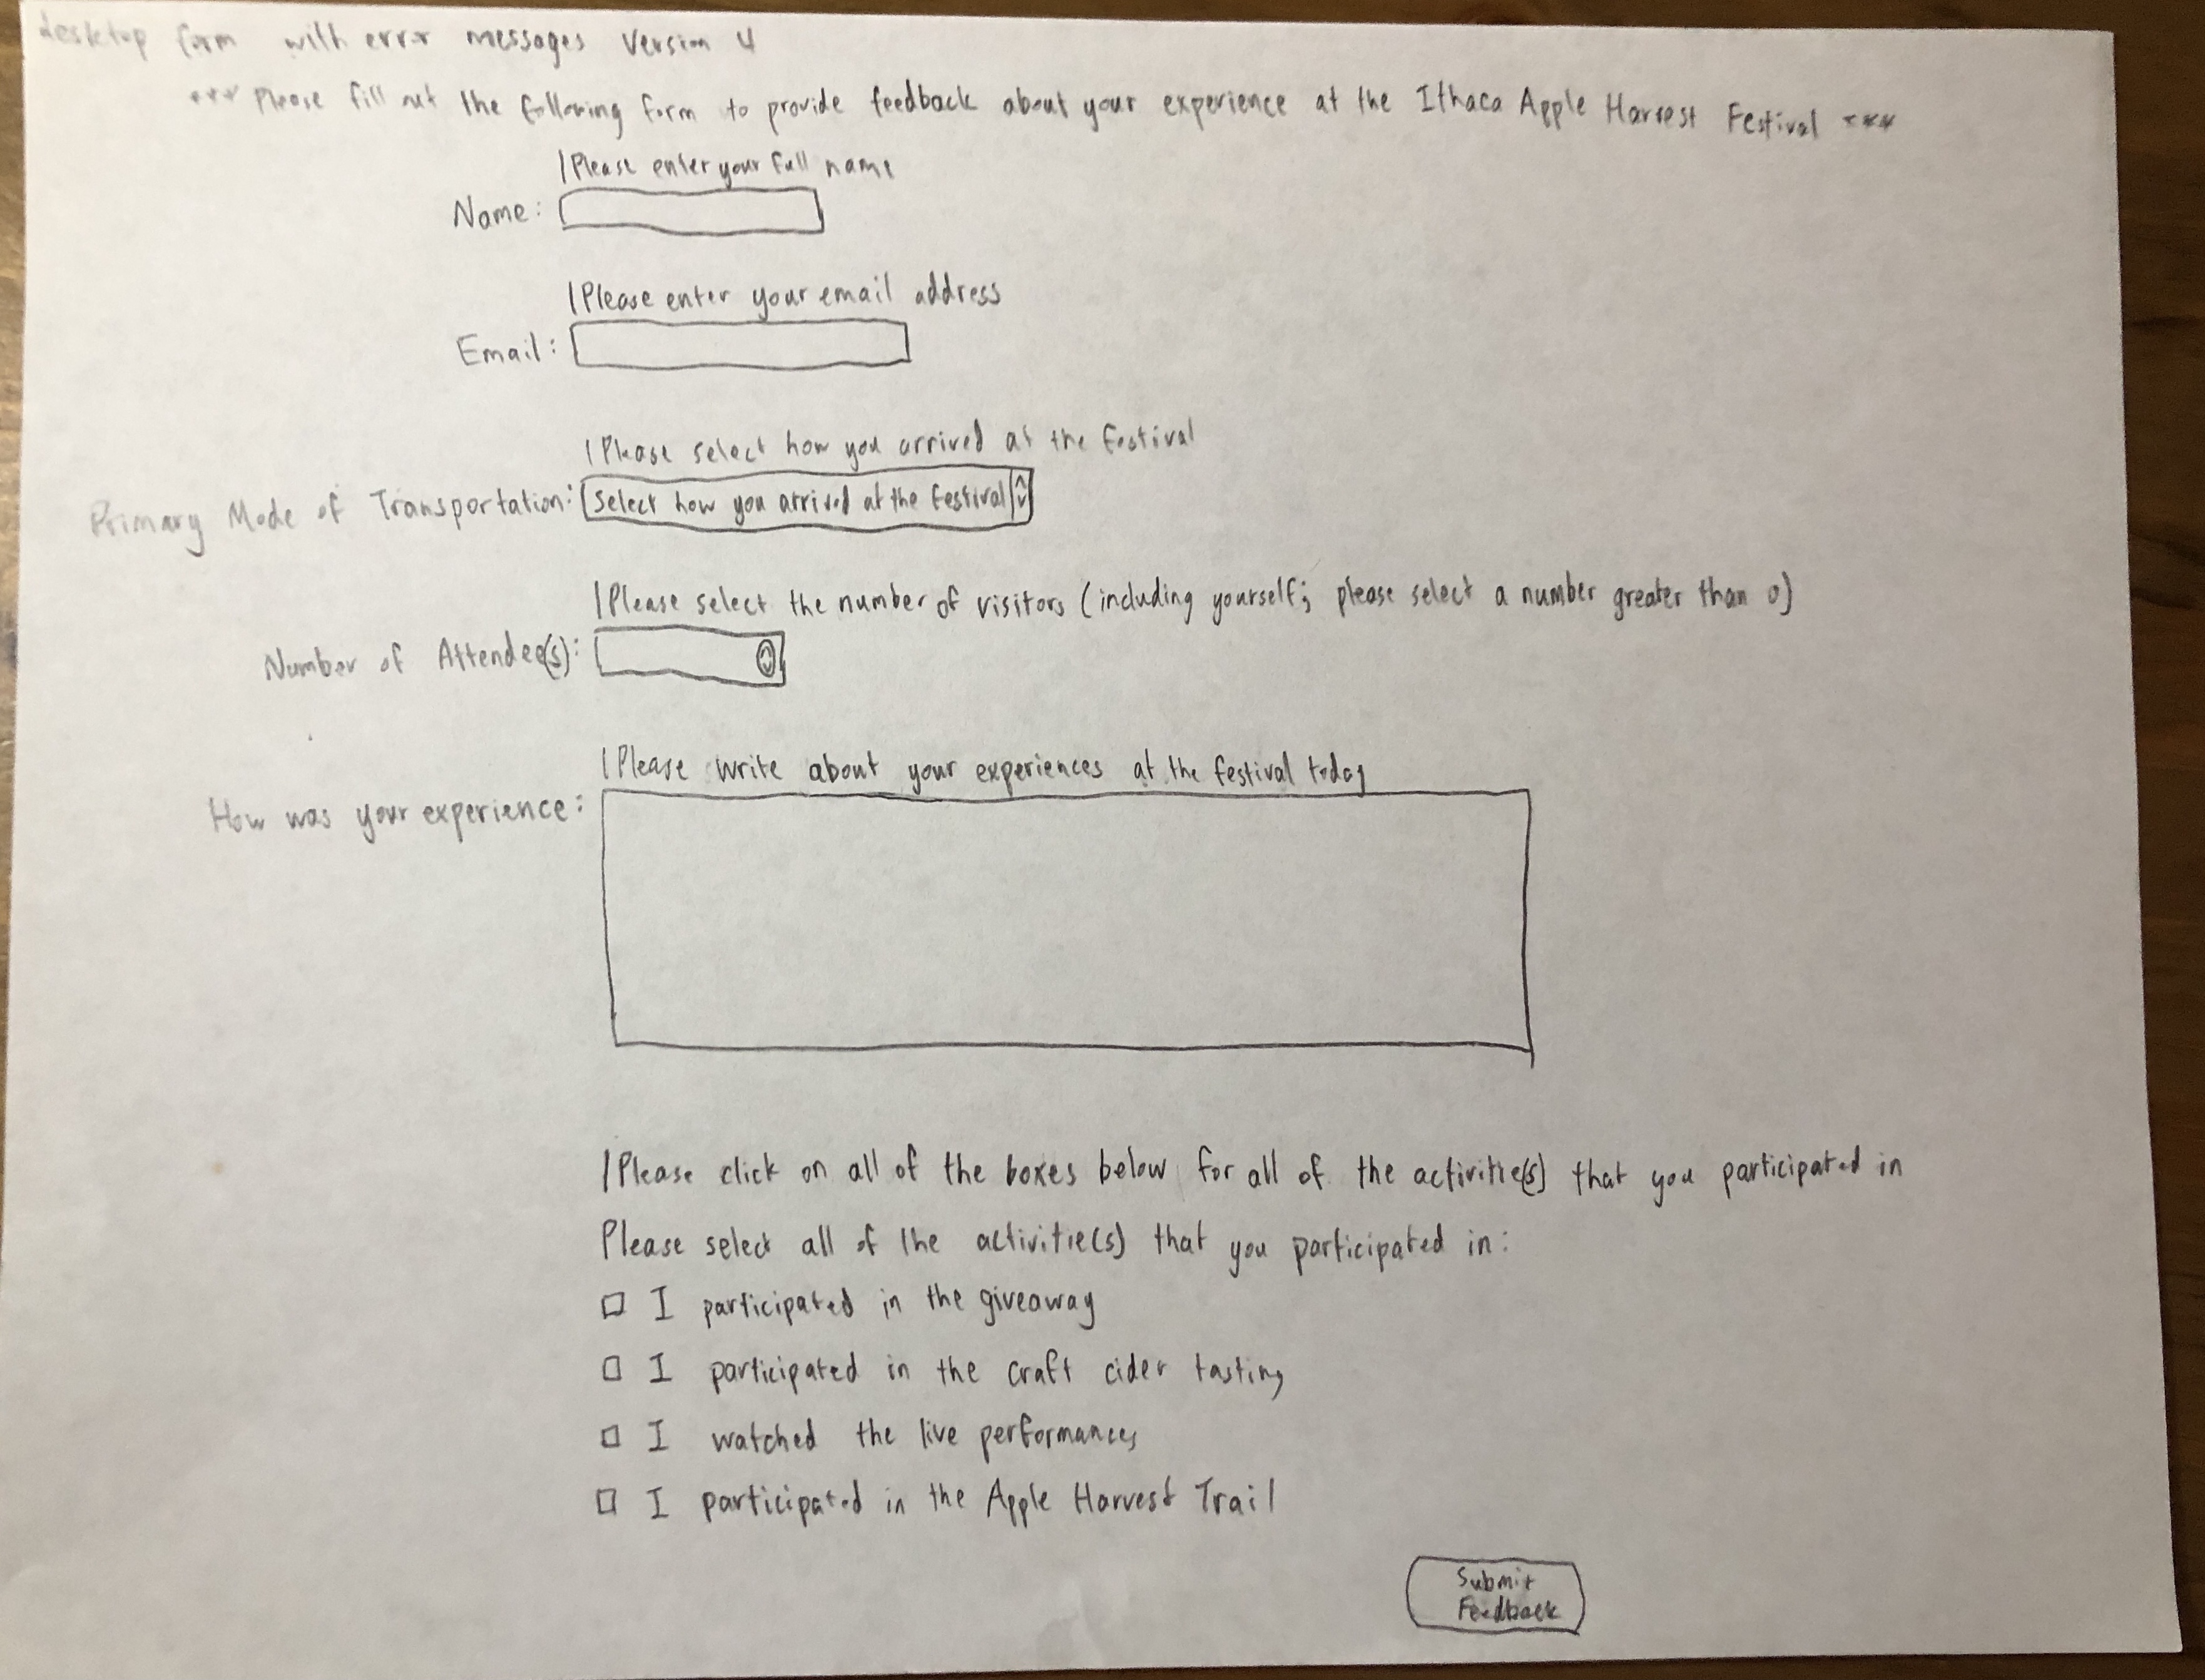 desktop form with error messages Version 4
*** Please fill out the following form to provide feedback about your experience at the Ithaca Apple Harvest Festival ***
|Please enter your full name
Name:
|Please enter your email address
Email:
|Please select how you arrived at the festival
Primary Mode of Transportation: Select how you arrived at the festival
|Please select the number of visitors (including yourself; please select a number greater than 0)
Number of Attendee(s):
|Please write about your experiences at the festival today
How was your experience:
|Please click on all of the boxes below for all of the activitie(s) that you participated in
Please select all of the activitie(s) that you participated in:
I participated in the giveaway
I participated in the craft cider tasting
I watched the live performances
I participated in the Apple Harvest Trail
Submit
Feedback